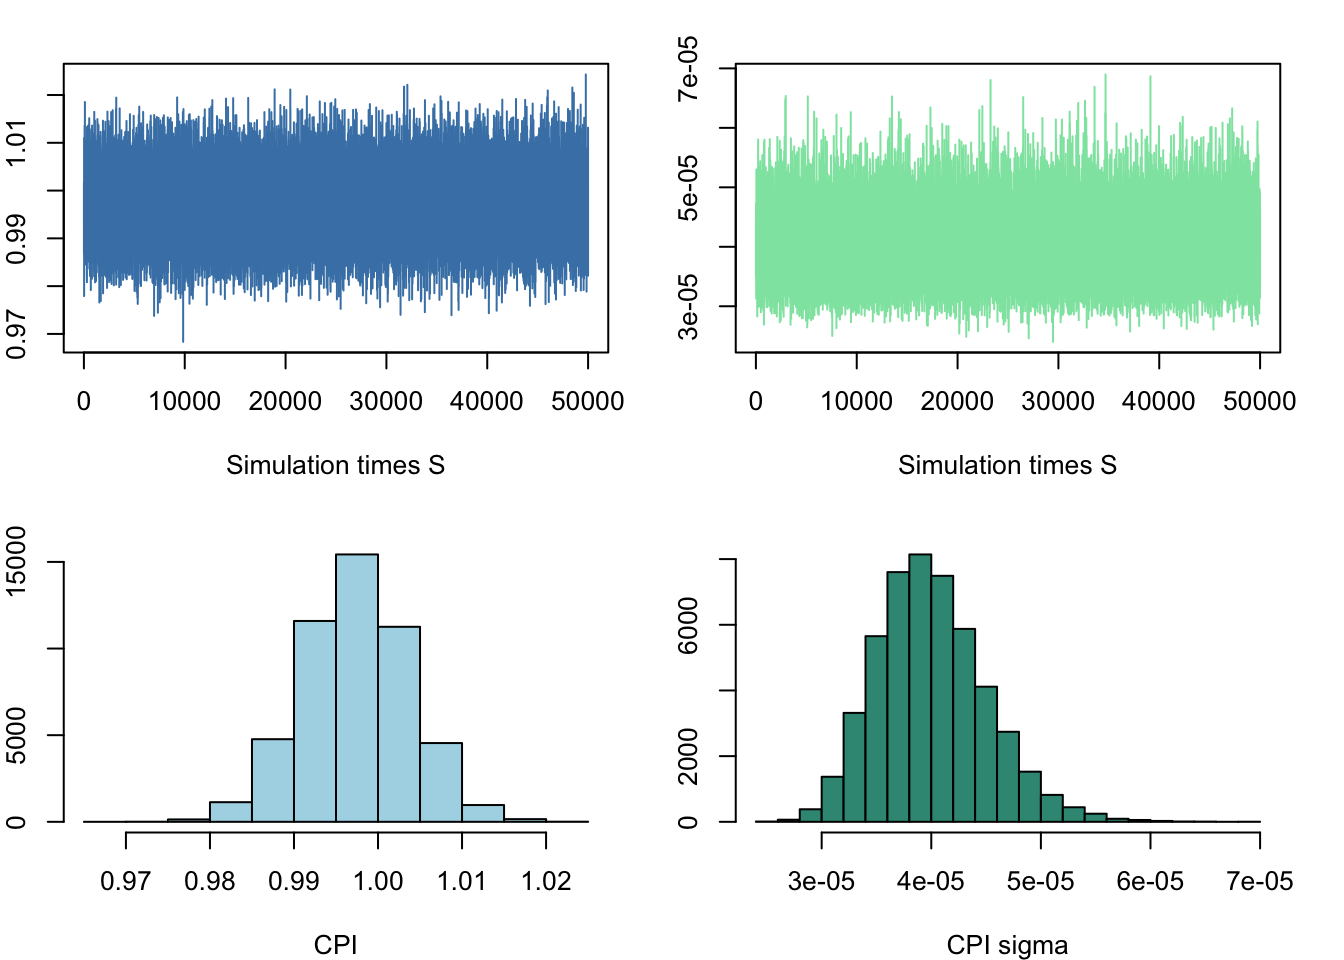 1.01
0.99
0.97
0 10000 20000 30000 40000 50000
Simulation times S
7e-05
5e-05
3e-05
0 10000 20000 30000 40000 50000
Simulation times S
15000
5000
0
0.97 0.98 0.99 1.00 1.01 1.02
CPI
6000
2000
0
3e-05 4e-05 5e-05 6e-05 7e-05
CPI sigma